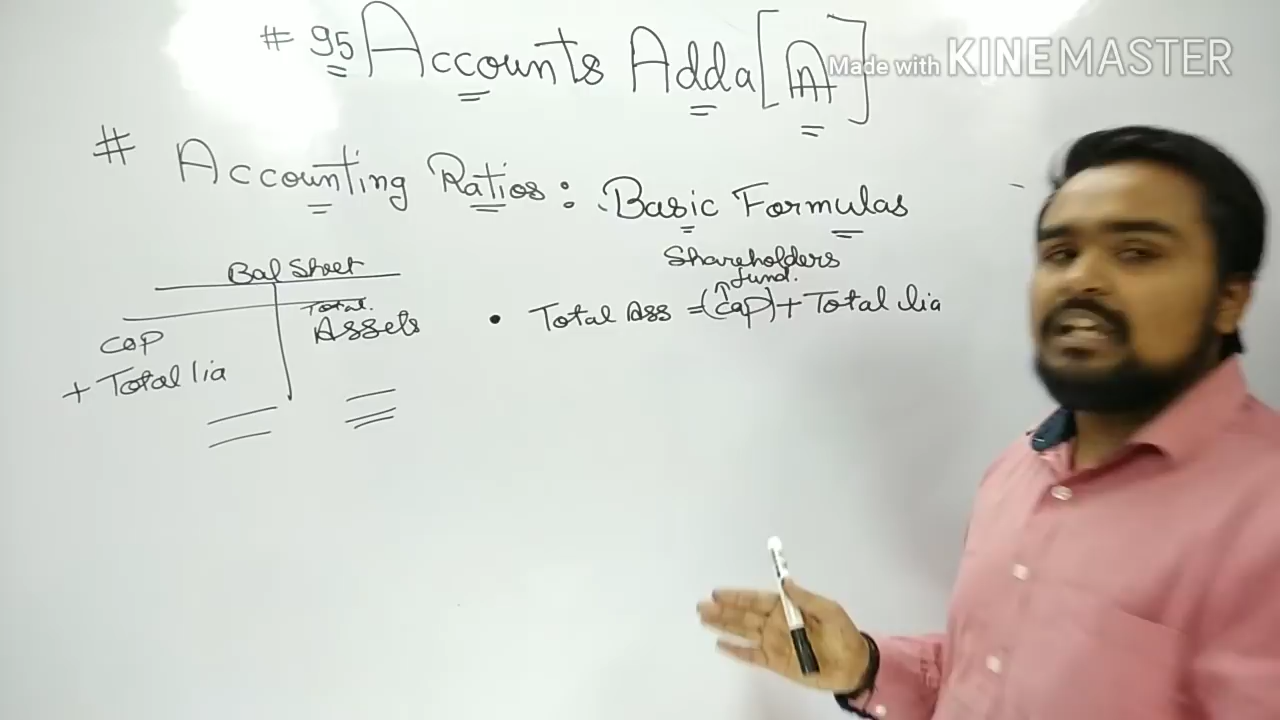 # 95 Accounts Adda [A]
Made with KINEMASTER
# Accounting Ratios : Basic Formulas
Bal Sheet
Cap
+ Total lia
Total.
Assets
Shareholders
fund.
• Total Ass = (cap) + Total lia